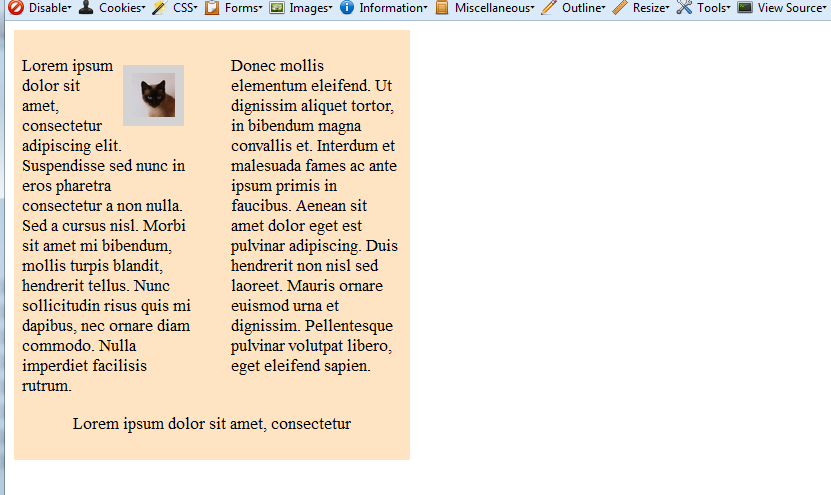 Disable Cookies CSS Forms Images Information Miscellaneous Outline Resize Tools View Source
Lorem ipsum
dolor sit
amet,
consectetur
adipiscing elit.
Suspendisse sed nunc in
eros pharetra
consectetur a non nulla.
Sed a cursus nisl. Morbi
sit amet mi bibendum,
mollis turpis blandit,
hendrerit tellus. Nunc
sollicitudin risus quis mi
dapibus, nec ornare diam
commodo. Nulla
imperdiet facilisis
rutrum.
Donec mollis
elementum eleifend. Ut
dignissim aliquet tortor,
in bibendum magna
convallis et. Interdum et
malesuada fames ac ante
ipsum primis in
faucibus. Aenean sit
amet dolor eget est
pulvinar adipiscing. Duis
hendrerit non nisl sed
laoreet. Mauris ornare
euismod urna et
dignissim. Pellentesque
pulvinar volutpat libero,
eget eleifend sapien.
Lorem ipsum dolor sit amet, consectetur